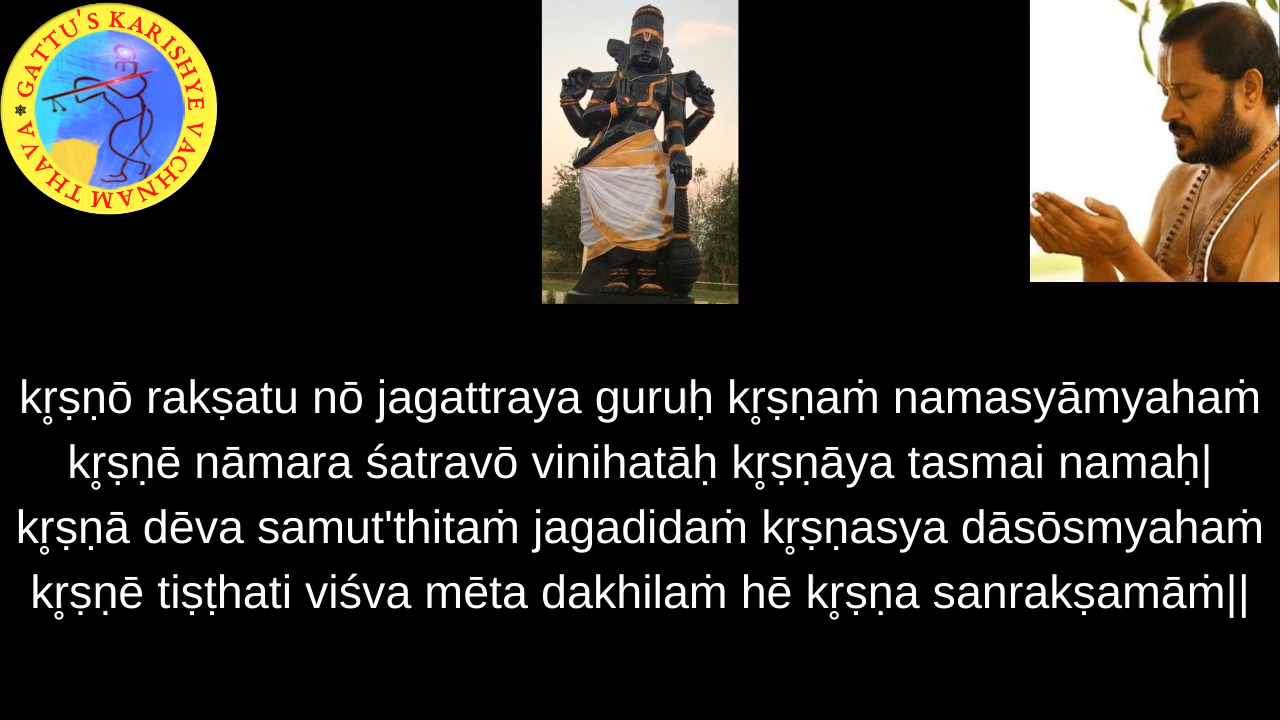 GATTU'S KARISHYE VACHNAM THAVA
kr̥ṣṇō rakṣatu nō jagattraya guruḥ kr̥ṣṇaṁ namasyāmyahaṁ
kr̥ṣṇē nāmara śatravō vinihatāḥ kr̥ṣṇāya tasmai namaḥ|
kr̥ṣṇā dēva samut'thitaṁ jagadidaṁ kr̥ṣṇasya dāsōsmyahaṁ
kr̥ṣṇē tiṣṭhati viśva mēta dakhilaṁ hē kr̥ṣṇa sanrakṣamāṁ||